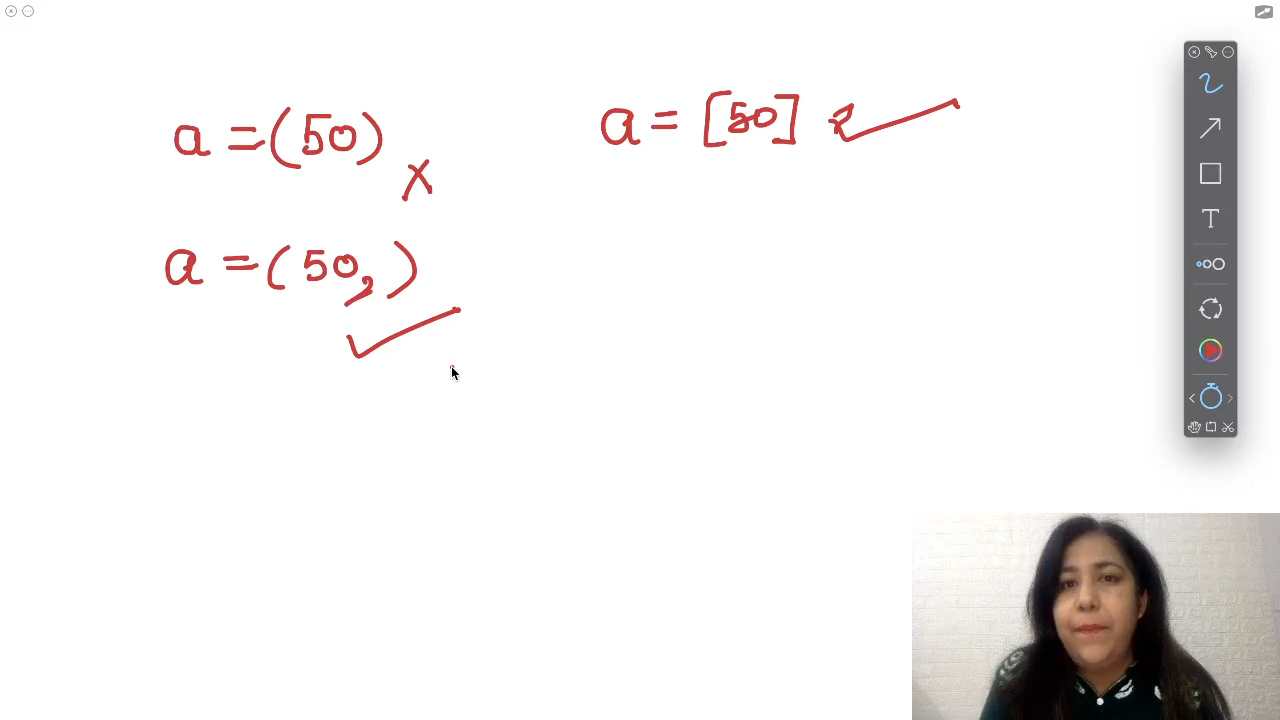 a = (50) x
a = (50,)
a = [50]
T